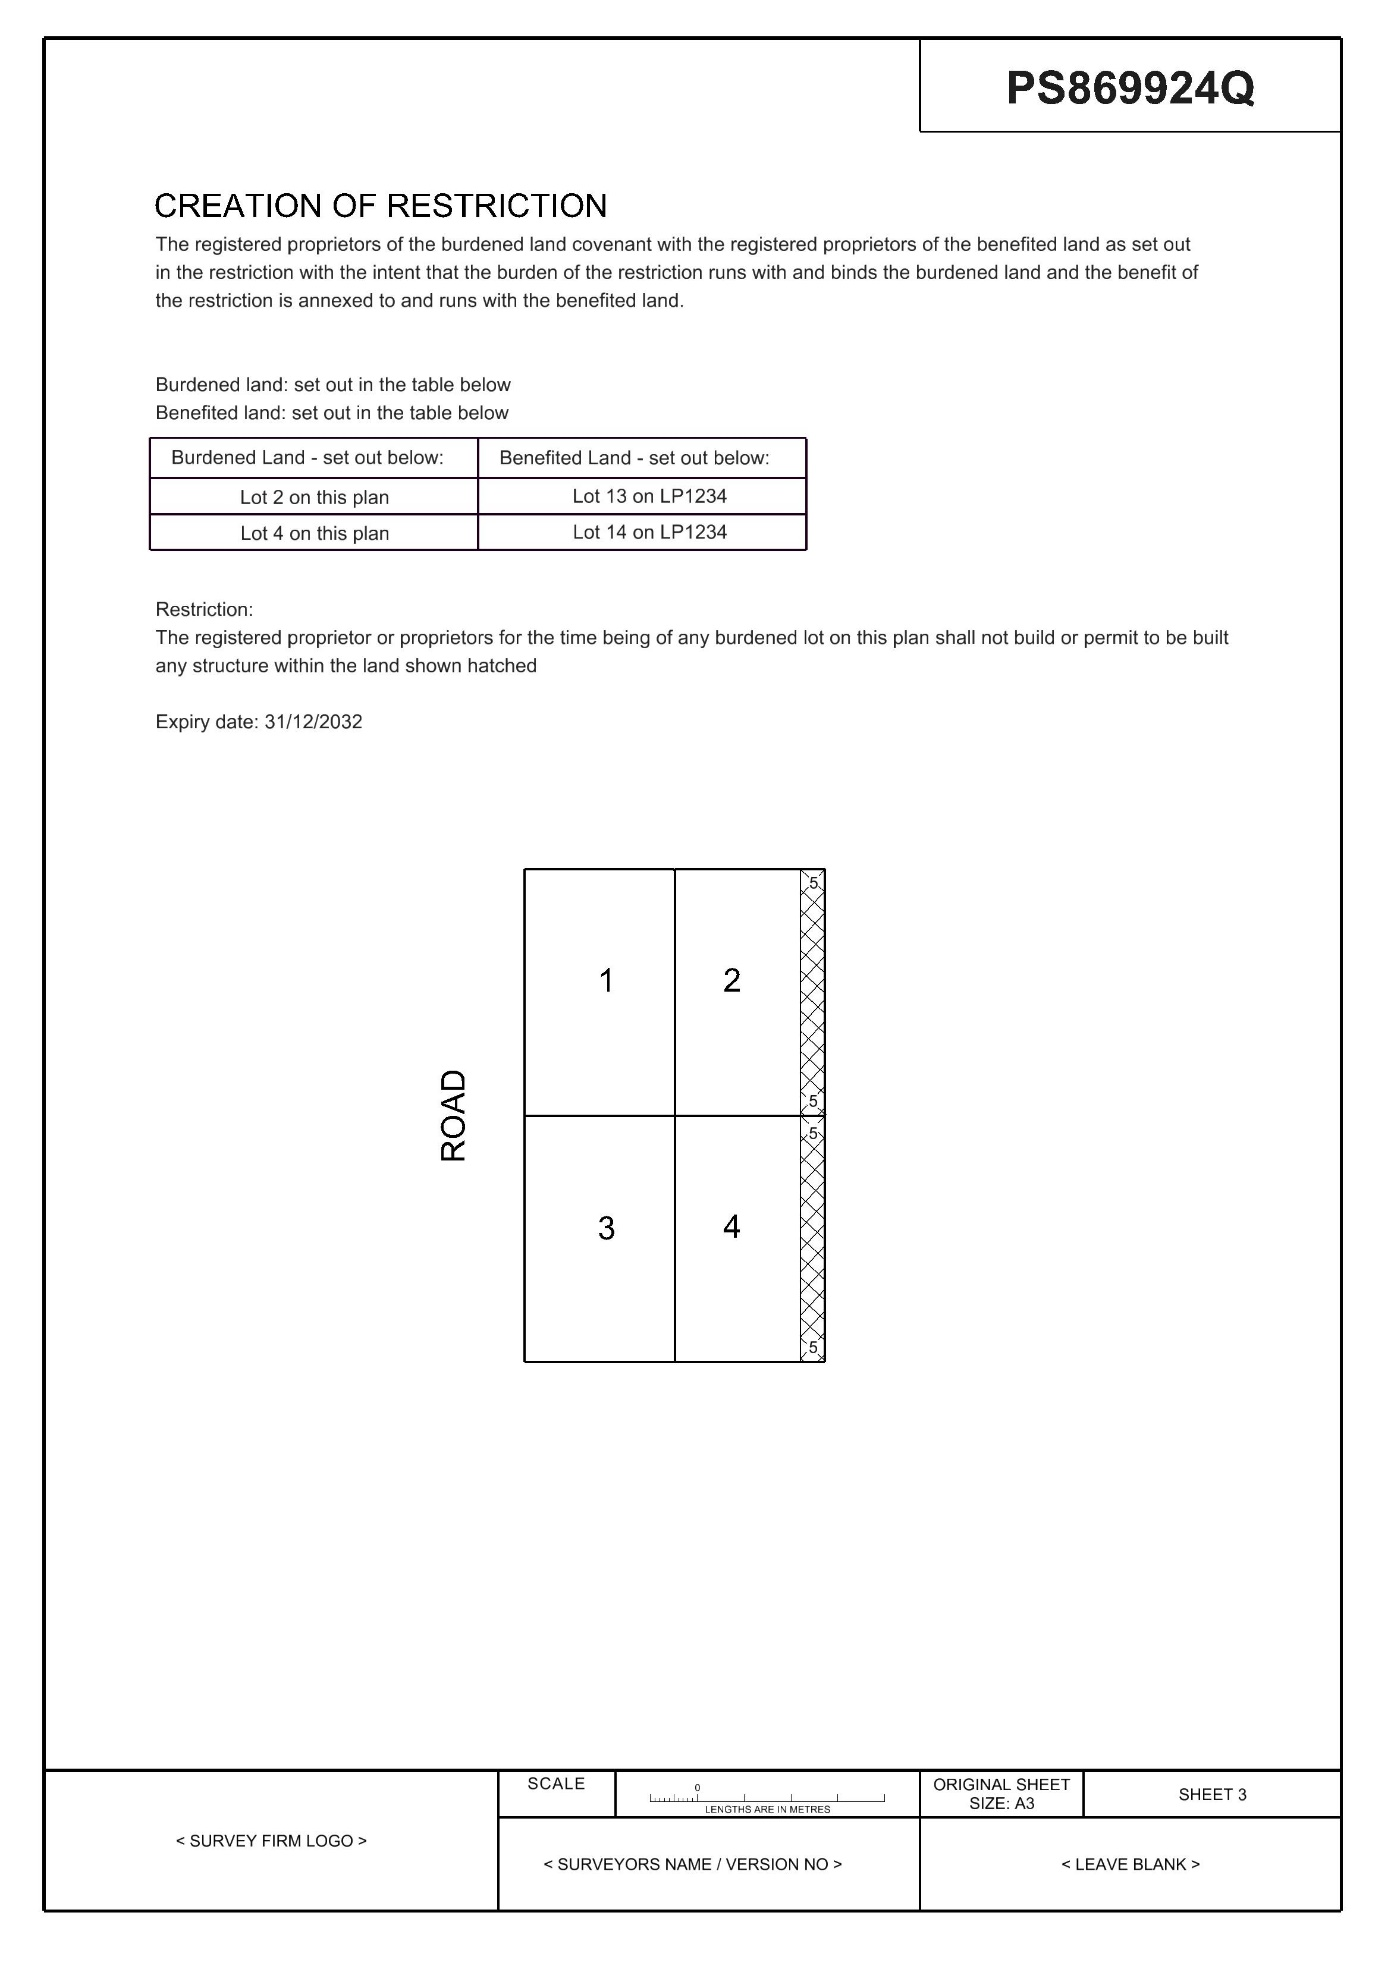 PS869924Q
CREATION OF RESTRICTION
The registered proprietors of the burdened land covenant with the registered proprietors of the benefited land as set out
in the restriction with the intent that the burden of the restriction runs with and binds the burdened land and the benefit of
the restriction is annexed to and runs with the benefited land.
Burdened land: set out in the table below
Benefited land: set out in the table below
Burdened Land - set out below: Benefited Land - set out below:
Lot 2 on this plan Lot 13 on LP1234
Lot 4 on this plan Lot 14 on LP1234
Restriction:
The registered proprietor or proprietors for the time being of any burdened lot on this plan shall not build or permit to be built
any structure within the land shown hatched
Expiry date: 31/12/2032
5
1 2
5
ROAD
5
3 4
5
SCALE
0
LENGTHS ARE IN METRES
ORIGINAL SHEET
SIZE: A3
SHEET 3
< SURVEY FIRM LOGO >
< SURVEYORS NAME / VERSION NO >
< LEAVE BLANK >